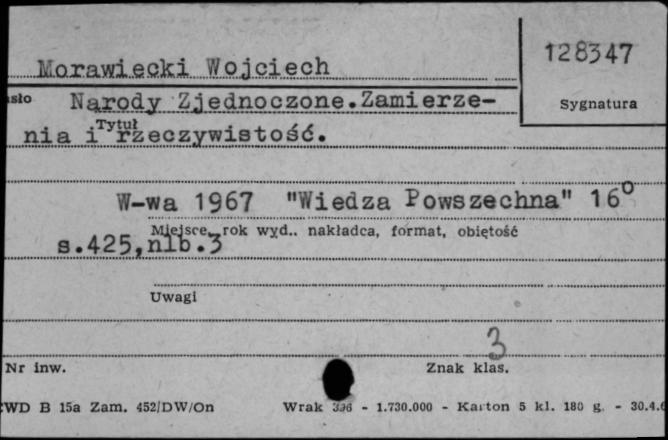 128347
Morawiecki Wojciech
Sygnatura
sło Narody Zjednoczone.Zamierze-
Tytuł
nia i rzeczywistość.
W-wa 1967 "Wiedza Powszechna" 16°
Miejsce, rok wyd.. nakładca, format, objętość
s.425,nlb.3
Uwagi
3
Nr inw. Znak klas.
WD B 15a Zam. 452/DW/On Wrak 396 - 1.730.000 - Karton 5 kl. 180 g. - 30.4.6